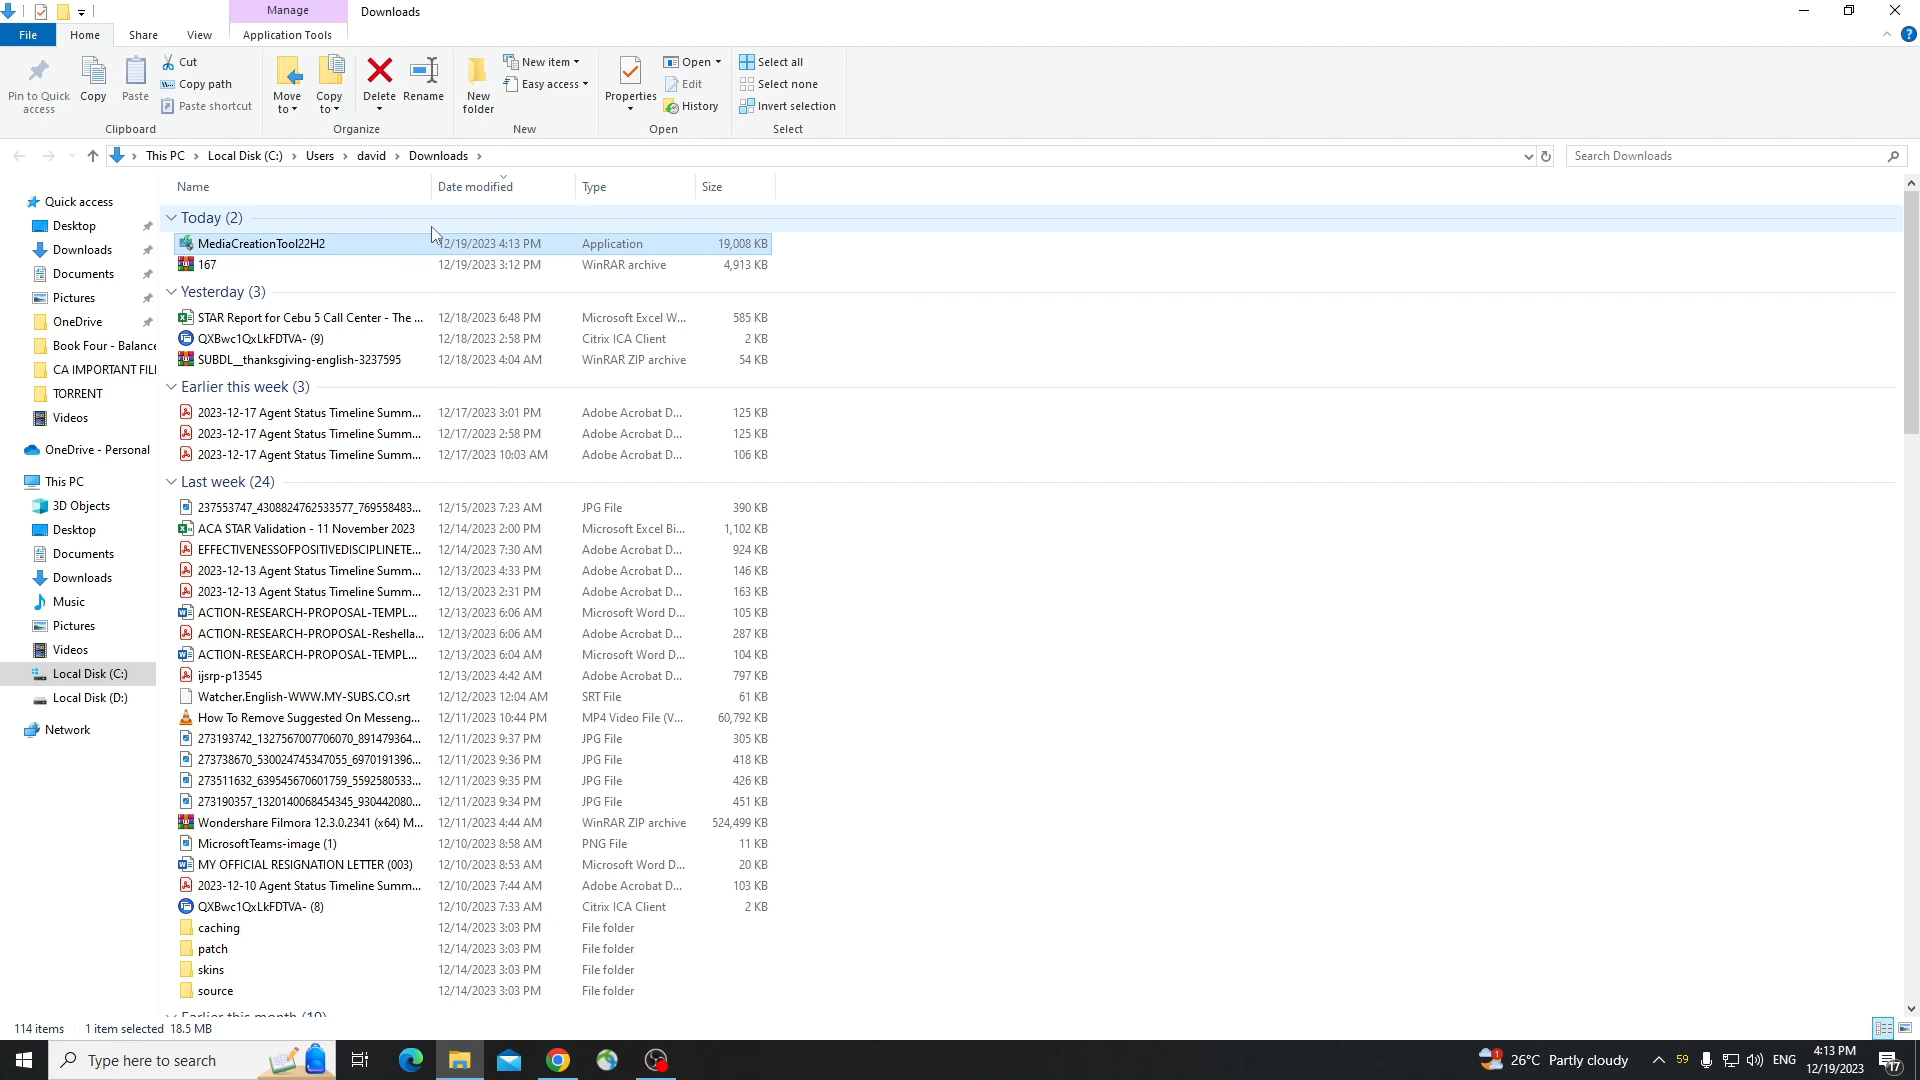 Manage
Downloads
File
Home
Share
View
Application Tools
Pin to Quick access
Copy
Paste
Cut
Copy path
Paste shortcut
Clipboard
Move to
Copy to
Delete
Rename
Organize
New folder
New item
Easy access
New
Properties
Open
Edit
History
Open
Select all
Select none
Invert selection
Select
This PC > Local Disk (C:) > Users > david > Downloads >
Search Downloads
Name Date modified Type Size
Quick access
Desktop
Downloads
Documents
Pictures
OneDrive
Book Four - Balance
CA IMPORTANT FIL
TORRENT
Videos
OneDrive - Personal
This PC
3D Objects
Desktop
Documents
Downloads
Music
Pictures
Videos
Local Disk (C:)
Local Disk (D:)
Network
Today (2)
MediaCreationTool22H2 12/19/2023 4:13 PM Application 19,008 KB
167 12/19/2023 3:12 PM WinRAR archive 4,913 KB
Yesterday (3)
STAR Report for Cebu 5 Call Center - The ... 12/18/2023 6:48 PM Microsoft Excel W... 585 KB
QXBwc1QxLkFDTVA- (9) 12/18/2023 2:58 PM Citrix ICA Client 2 KB
SUBDL__thanksgiving-english-3237595 12/18/2023 4:04 AM WinRAR ZIP archive 54 KB
Earlier this week (3)
2023-12-17 Agent Status Timeline Summ... 12/17/2023 3:01 PM Adobe Acrobat D... 125 KB
2023-12-17 Agent Status Timeline Summ... 12/17/2023 2:58 PM Adobe Acrobat D... 125 KB
2023-12-17 Agent Status Timeline Summ... 12/17/2023 10:03 AM Adobe Acrobat D... 106 KB
Last week (24)
237553747_4308824762533577_769558483... 12/15/2023 7:23 AM JPG File 390 KB
ACA STAR Validation - 11 November 2023 12/14/2023 2:00 PM Microsoft Excel Bi... 1,102 KB
EFFECTIVENESSOFPOSITIVEDISCIPLINETE... 12/14/2023 7:30 AM Adobe Acrobat D... 924 KB
2023-12-13 Agent Status Timeline Summ... 12/13/2023 4:33 PM Adobe Acrobat D... 146 KB
2023-12-13 Agent Status Timeline Summ... 12/13/2023 2:31 PM Adobe Acrobat D... 163 KB
ACTION-RESEARCH-PROPOSAL-TEMPL... 12/13/2023 6:06 AM Microsoft Word D... 105 KB
ACTION-RESEARCH-PROPOSAL-Reshella... 12/13/2023 6:06 AM Adobe Acrobat D... 287 KB
ACTION-RESEARCH-PROPOSAL-TEMPL... 12/13/2023 6:04 AM Microsoft Word D... 104 KB
ijsrp-p13545 12/13/2023 4:42 AM Adobe Acrobat D... 797 KB
Watcher.English-WWW.MY-SUBS.CO.srt 12/12/2023 12:04 AM SRT File 61 KB
How To Remove Suggested On Messeng... 12/11/2023 10:44 PM MP4 Video File (V... 60,792 KB
273193742_1327567007706070_891479364... 12/11/2023 9:37 PM JPG File 305 KB
273738670_530024745347055_6970191396... 12/11/2023 9:36 PM JPG File 418 KB
273511632_639545670601759_5592580533... 12/11/2023 9:35 PM JPG File 426 KB
273190357_1320140068454345_930442080... 12/11/2023 9:34 PM JPG File 451 KB
Wondershare Filmora 12.3.0.2341 (x64) M... 12/11/2023 4:44 AM WinRAR ZIP archive 524,499 KB
MicrosoftTeams-image (1) 12/10/2023 8:58 AM PNG File 11 KB
MY OFFICIAL RESIGNATION LETTER (003) 12/10/2023 8:53 AM Microsoft Word D... 20 KB
2023-12-10 Agent Status Timeline Summ... 12/10/2023 7:44 AM Adobe Acrobat D... 103 KB
QXBwc1QxLkFDTVA- (8) 12/10/2023 7:33 AM Citrix ICA Client 2 KB
caching 12/14/2023 3:03 PM File folder
patch 12/14/2023 3:03 PM File folder
skins 12/14/2023 3:03 PM File folder
source 12/14/2023 3:03 PM File folder
Earlier this month (19)
114 items 1 item selected 18.5 MB
Type here to search
26°C Partly cloudy
59
ENG
4:13 PM
12/19/2023
17